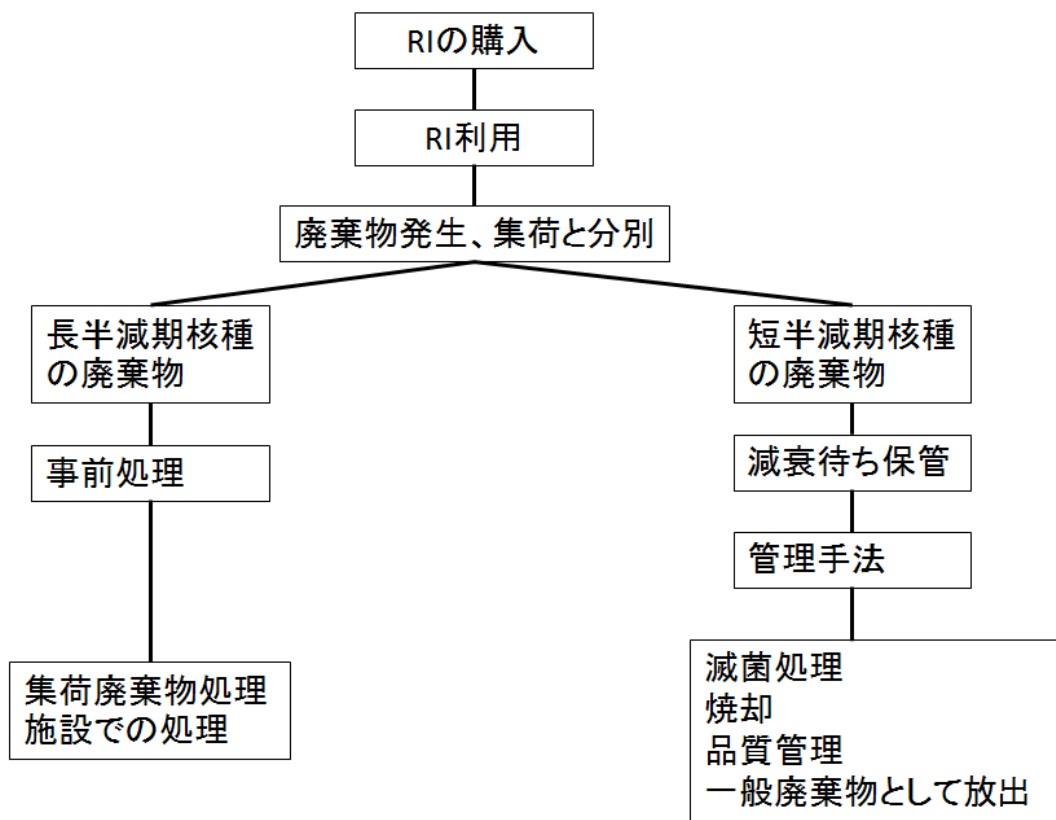 RIの購入
RI利用
廃棄物発生、集荷と分別
長半減期核種
の廃棄物
短半減期核種
の廃棄物
事前処理
減衰待ち保管
管理手法
集荷廃棄物処理
施設での処理
滅菌処理
焼却
品質管理
一般廃棄物として放出